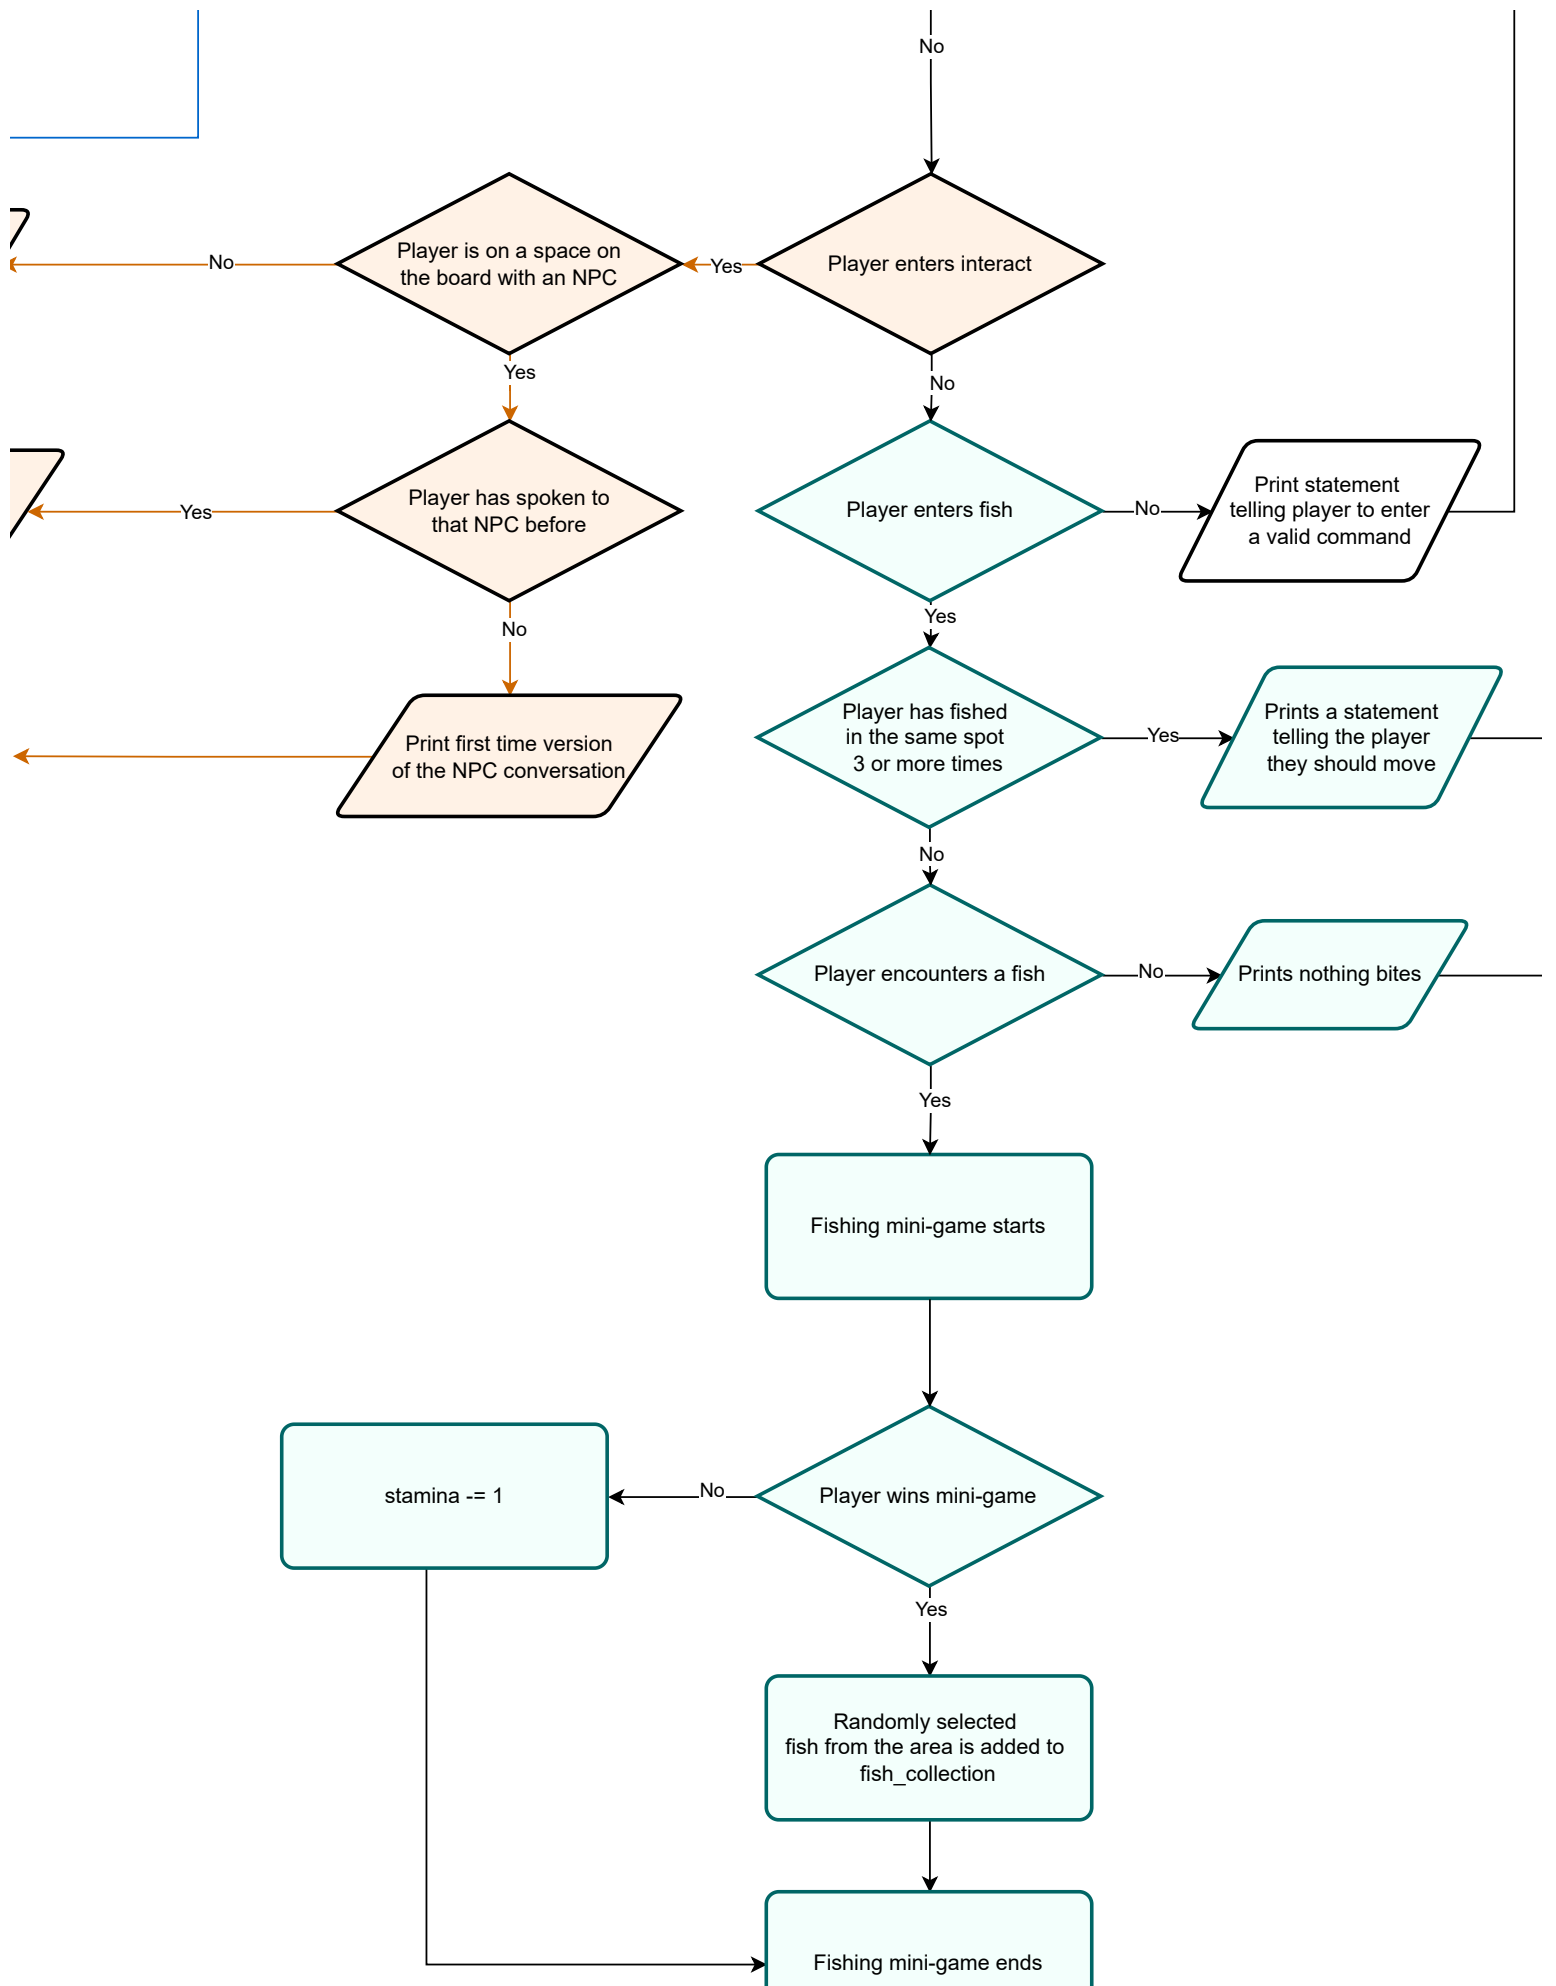 No
Player is on a space on
the board with an NPC
No
Yes
Player enters interact
Yes
No
Player has spoken to
that NPC before
Yes
Player enters fish
No
Print statement
telling player to enter
a valid command
No
Yes
Print first time version
of the NPC conversation
Player has fished
in the same spot
3 or more times
Yes
Prints a statement
telling the player
they should move
No
Player encounters a fish
No
Prints nothing bites
Yes
Fishing mini-game starts
stamina -= 1
No
Player wins mini-game
Yes
Randomly selected
fish from the area is added to
fish_collection
Fishing mini-game ends